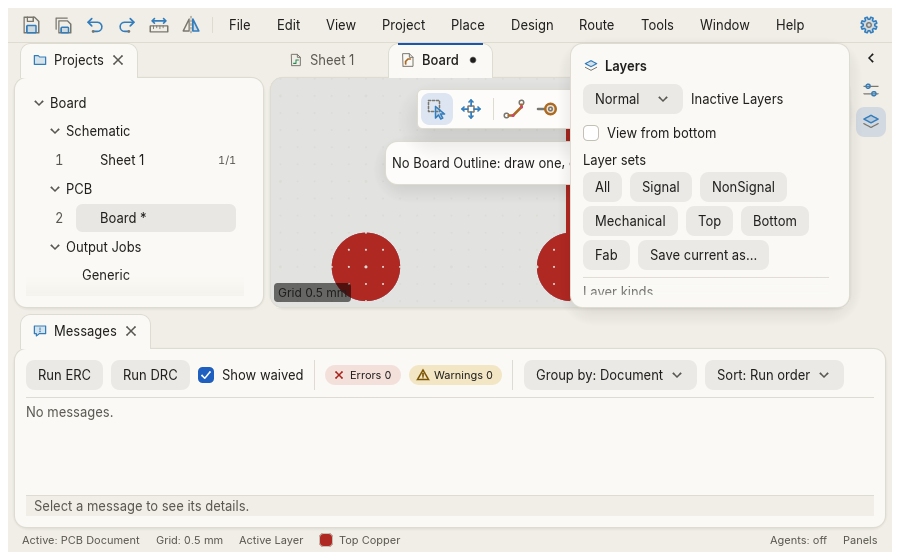 File Edit View Project Place Design Route Tools Window Help
Projects
Sheet 1
Board
Layers
Normal
Inactive Layers
View from bottom
Layer sets
All Signal NonSignal
Mechanical Top Bottom
Fab Save current as...
Layer kinds
Board
Schematic
1 Sheet 1 1/1
PCB
2 Board *
Output Jobs
Generic
No Board Outline: draw one,
Grid 0.5 mm
Messages
Run ERC Run DRC Show waived Errors 0 Warnings 0 Group by: Document Sort: Run order
No messages.
Select a message to see its details.
Active: PCB Document Grid: 0.5 mm Active Layer Top Copper Agents: off Panels